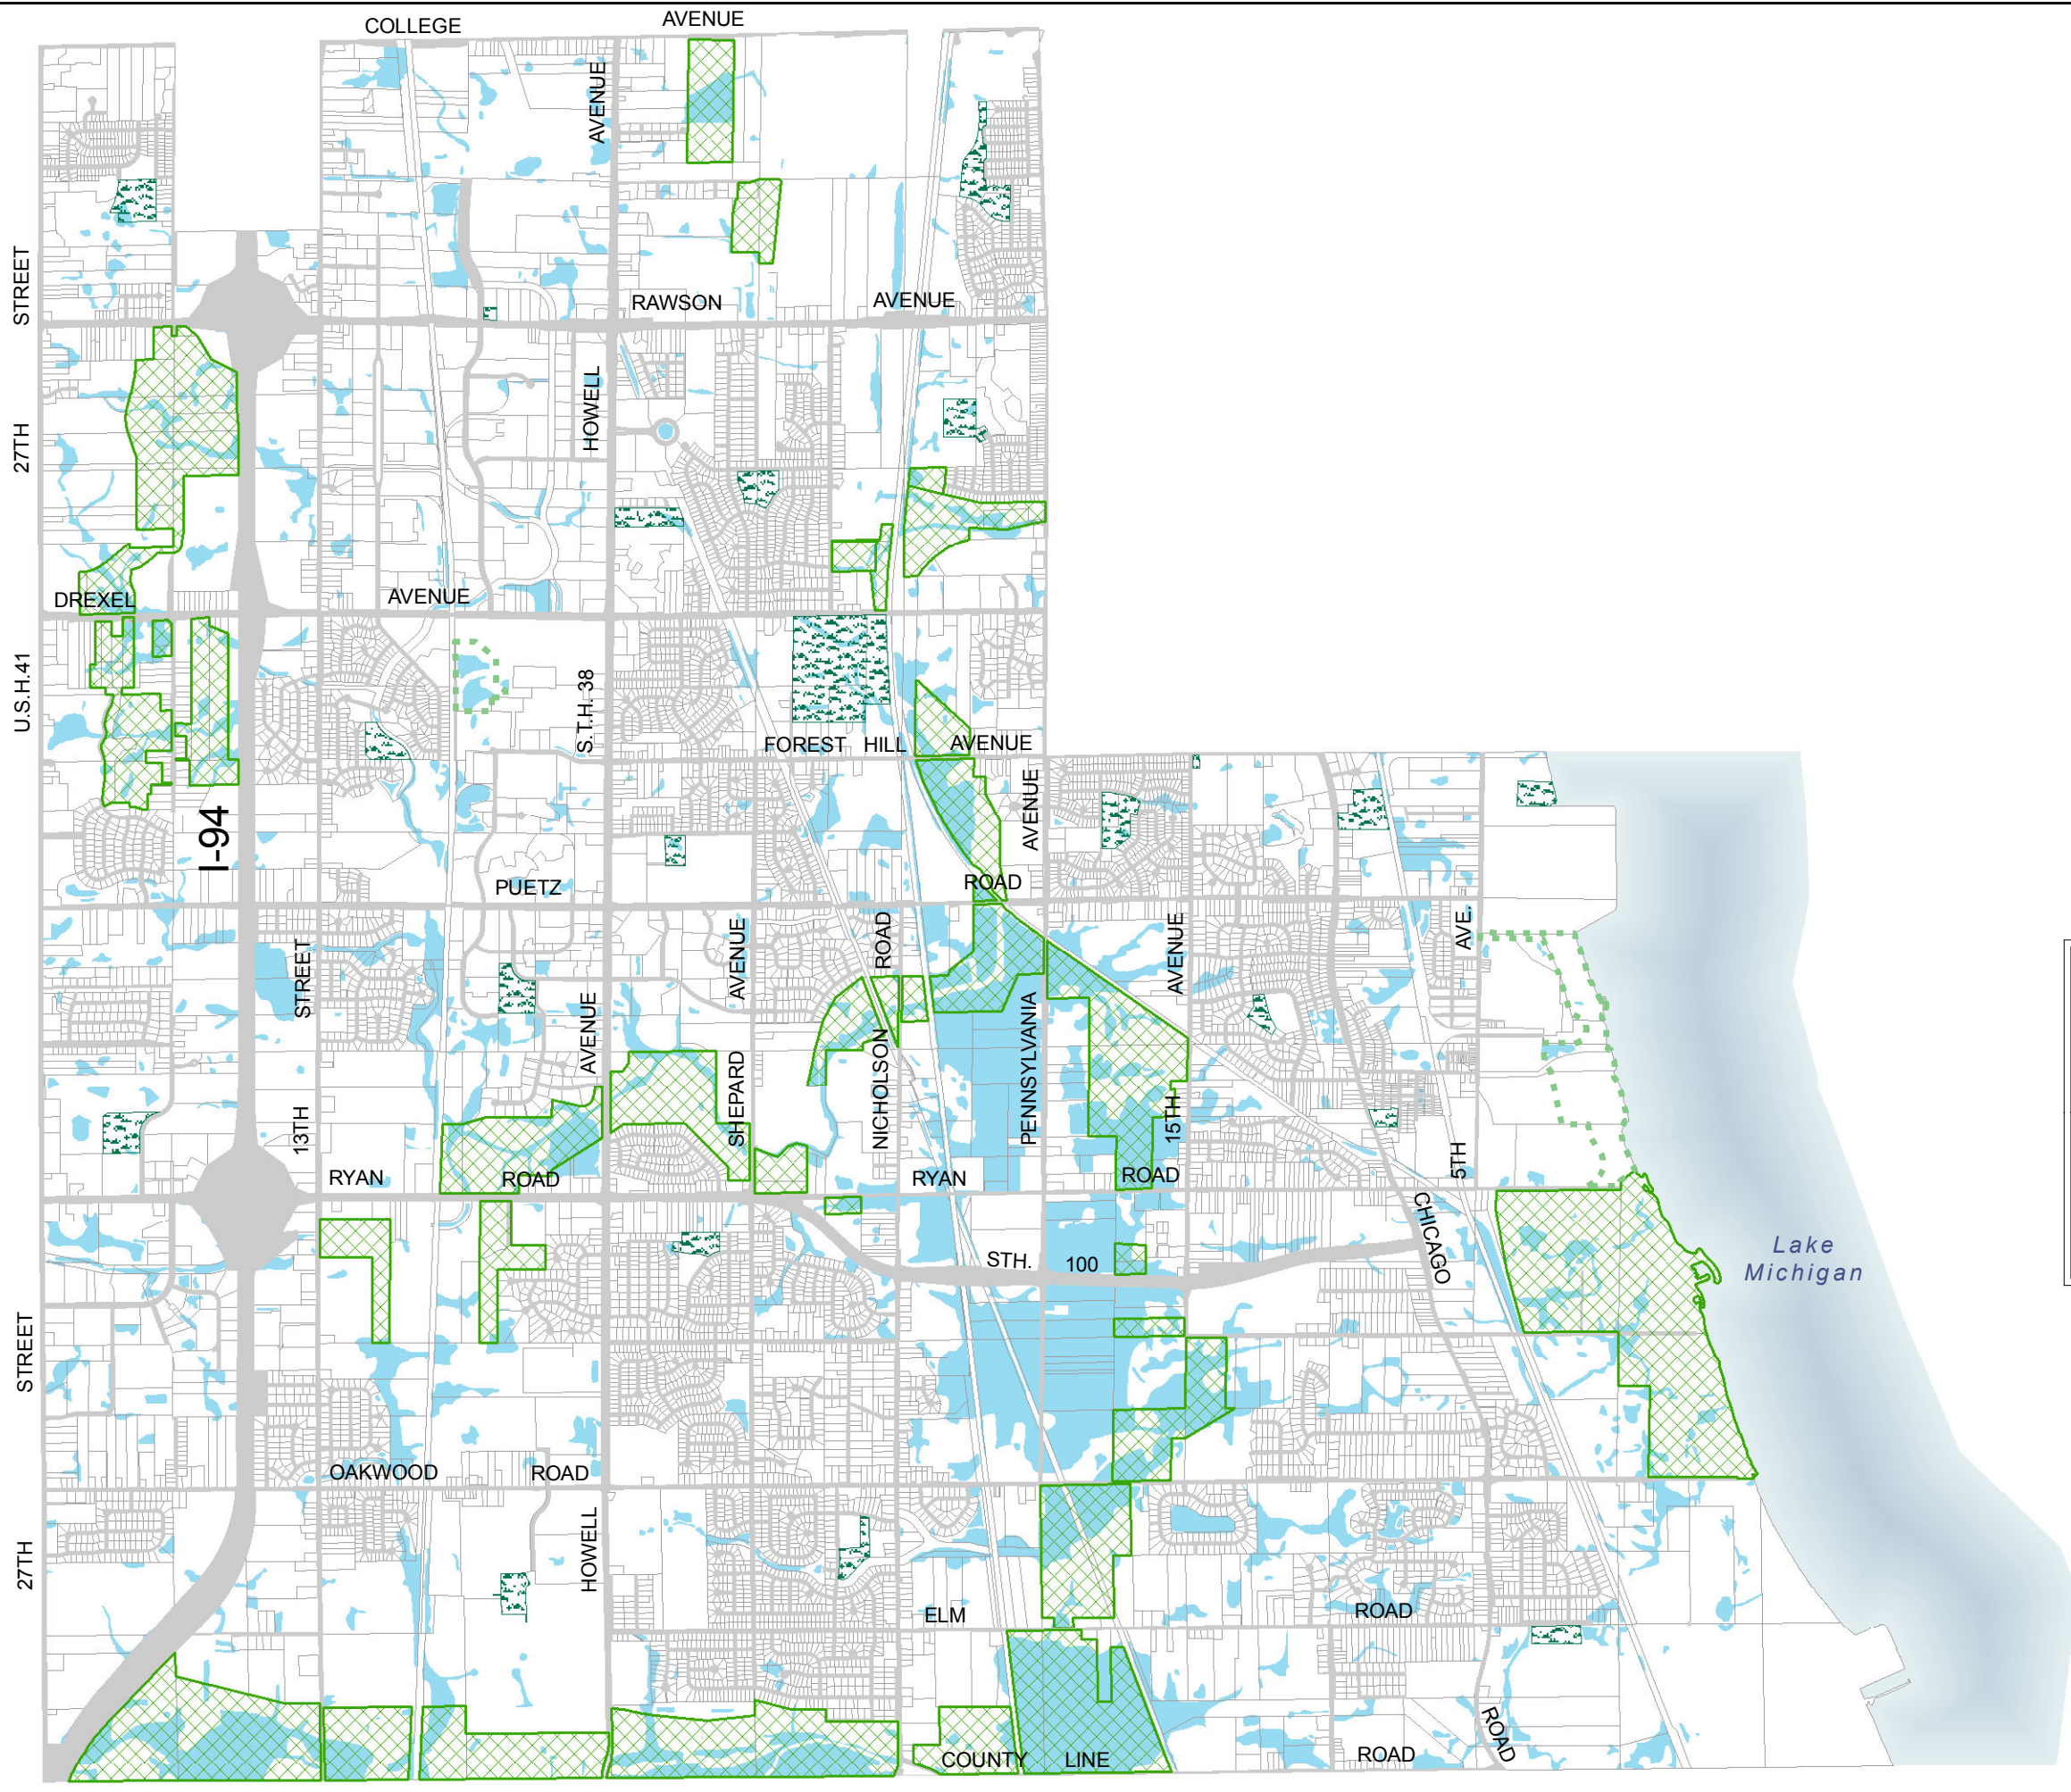 COLLEGE
AVENUE
AVENUE
STREET
RAWSON
AVENUE
27TH
HOWELL
DREXEL
AVENUE
U.S.H.41
S.T.H. 38
FOREST HILL AVENUE
I-94
AVENUE
PUETZ
ROAD
STREET
AVENUE
ROAD
AVENUE
AVE.
AVENUE
13TH
SHEPARD
NICHOLSON
PENNSYLVANIA
15TH
5TH
RYAN
ROAD
RYAN
ROAD
CHICAGO
STH. 100
Lake
Michigan
STREET
OAKWOOD
ROAD
27TH
HOWELL
ELM
ROAD
COUNTY LINE
ROAD
ROAD